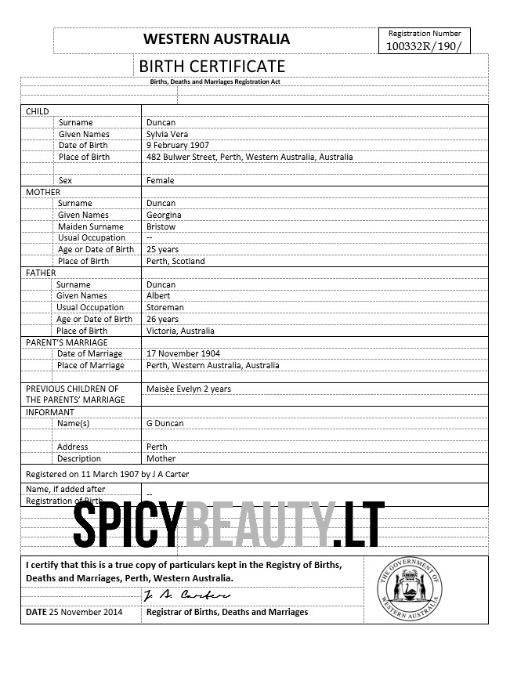 WESTERN AUSTRALIA
Registration Number
100332R/190/
BIRTH CERTIFICATE
Births, Deaths and Marriages Registration Act
CHILD
Surname Duncan
Given Names Sylvia Vera
Date of Birth 9 February 1907
Place of Birth 482 Bulwer Street, Perth, Western Australia, Australia
Sex Female
MOTHER
Surname Duncan
Given Names Georgina
Maiden Surname Bristow
Usual Occupation --
Age or Date of Birth 25 years
Place of Birth Perth, Scotland
FATHER
Surname Duncan
Given Names Albert
Usual Occupation Storeman
Age or Date of Birth 26 years
Place of Birth Victoria, Australia
PARENT'S MARRIAGE
Date of Marriage 17 November 1904
Place of Marriage Perth, Western Australia, Australia
PREVIOUS CHILDREN OF Maisèe Evelyn 2 years
THE PARENTS' MARRIAGE
INFORMANT
Name(s) G Duncan
Address Perth
Description Mother
Registered on 11 March 1907 by J A Carter
Name, if added after
Registration of Birth --
SPICYBEAUTY.LT
I certify that this is a true copy of particulars kept in the Registry of Births,
Deaths and Marriages, Perth, Western Australia.
J. A. Carter
DATE 25 November 2014 Registrar of Births, Deaths and Marriages
THE GOVERNMENT OF
WESTERN AUSTRALIA